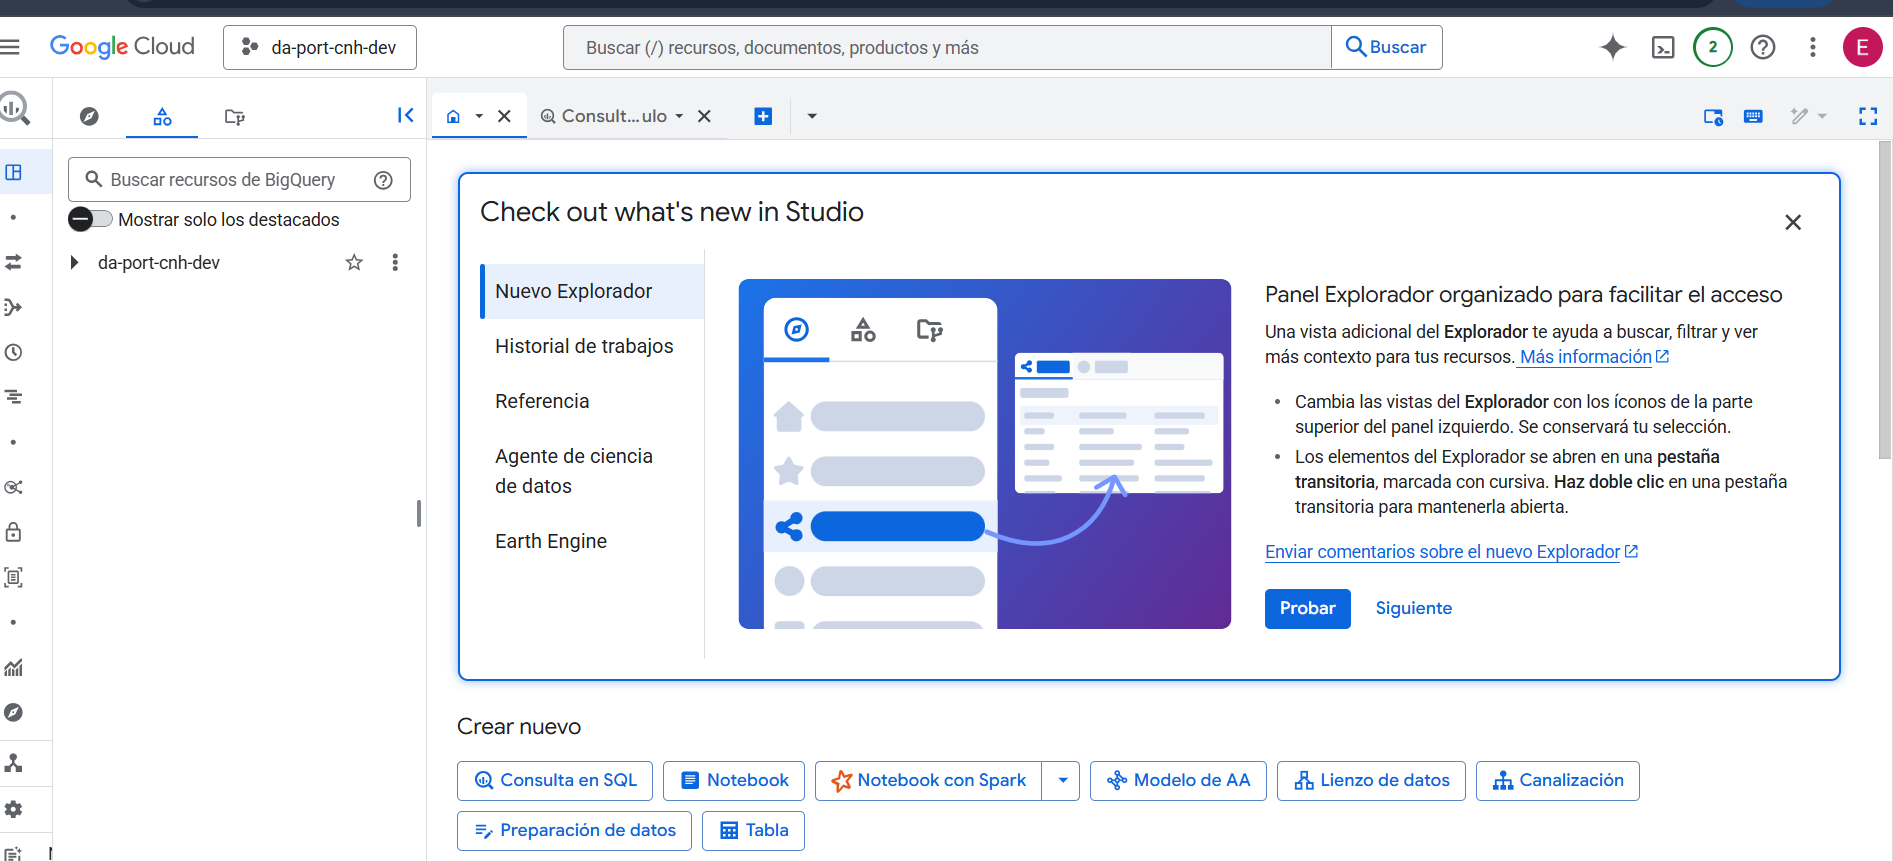 Google Cloud
da-port-cnh-dev
Buscar (/) recursos, documentos, productos y más
Buscar
2
E
Consult...ulo
Buscar recursos de BigQuery
Mostrar solo los destacados
da-port-cnh-dev
Check out what's new in Studio
Nuevo Explorador
Historial de trabajos
Referencia
Agente de ciencia
de datos
Earth Engine
Panel Explorador organizado para facilitar el acceso
Una vista adicional del Explorador te ayuda a buscar, filtrar y ver
más contexto para tus recursos. Más información
• Cambia las vistas del Explorador con los íconos de la parte
superior del panel izquierdo. Se conservará tu selección.
• Los elementos del Explorador se abren en una pestaña
transitoria, marcada con cursiva. Haz doble clic en una pestaña
transitoria para mantenerla abierta.
Enviar comentarios sobre el nuevo Explorador
Probar
Siguiente
Crear nuevo
Consulta en SQL
Notebook
Notebook con Spark
Modelo de AA
Lienzo de datos
Canalización
Preparación de datos
Tabla